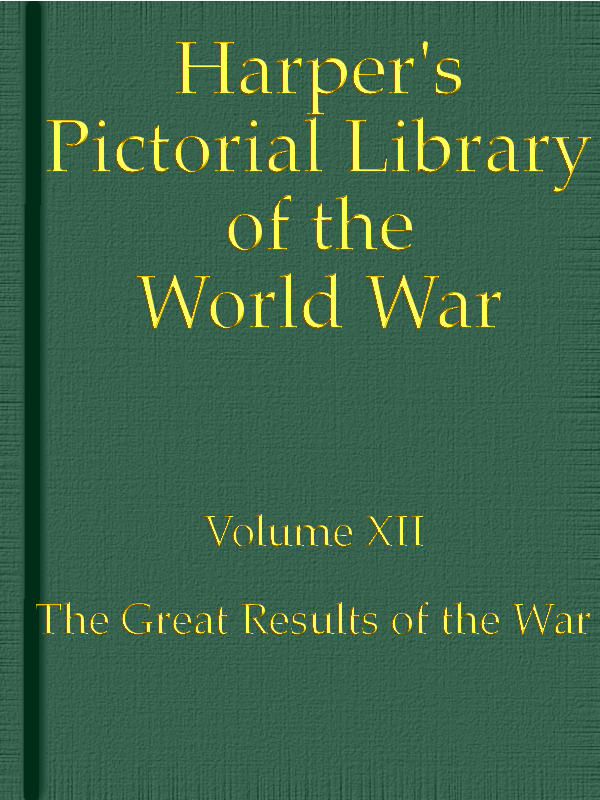 Harper's
Pictorial Library
of the
World War
Volume XII
The Great Results of the War